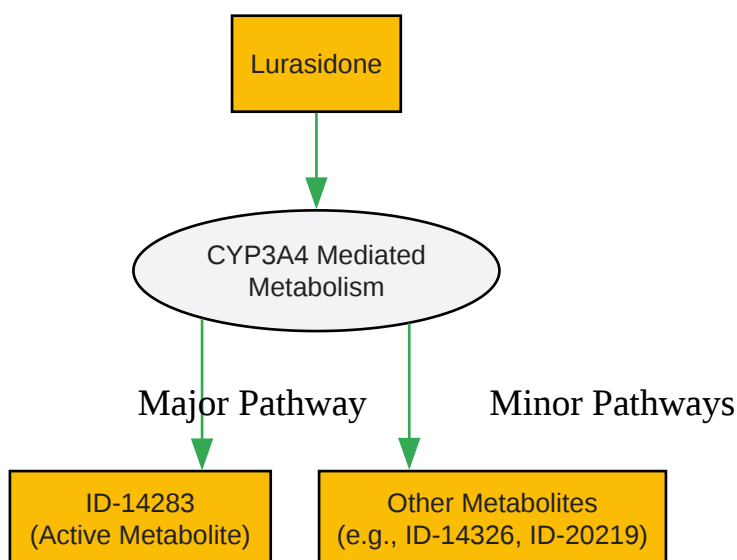 Lurasidone
CYP3A4 Mediated
Metabolism
Major Pathway
Minor Pathways
ID-14283
(Active Metabolite)
Other Metabolites
(e.g., ID-14326, ID-20219)